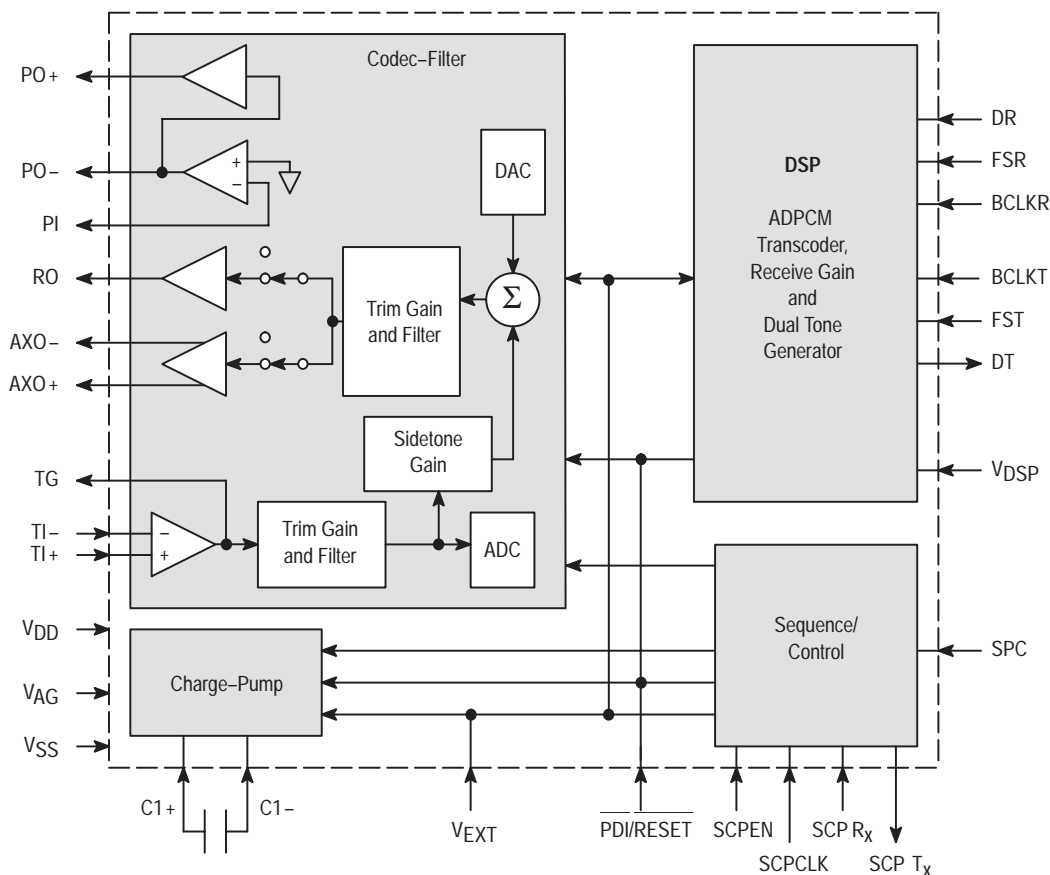 Codec–Filter
PO+
PO–
PI
RO
AXO–
AXO+
TG
TI–
TI+
VDD
VAG
VSS
+
–
DAC
Σ
Trim Gain
and Filter
Sidetone
Gain
–
+
Trim Gain
and Filter
ADC
DSP
ADPCM
Transcoder,
Receive Gain
and
Dual Tone
Generator
DR
FSR
BCLKR
BCLKT
FST
DT
VDSP
Charge–Pump
Sequence/
Control
SPC
C1+
C1–
VEXT
PDI/RESET
SCPEN
SCPCLK
SCP RX
SCP TX